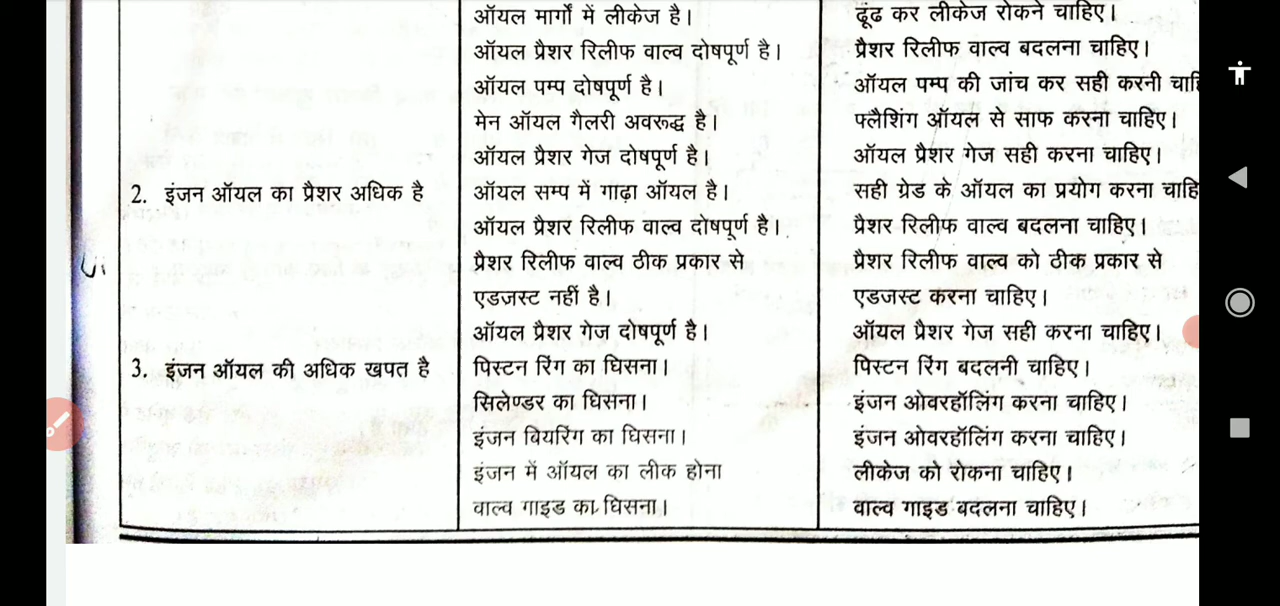 ऑयल मार्गों में लीकेज है।
ढूंढ कर लीकेज रोकने चाहिए।
ऑयल प्रैशर रिलीफ वाल्व दोषपूर्ण है।
प्रैशर रिलीफ वाल्व बदलना चाहिए।
ऑयल पम्प दोषपूर्ण है।
ऑयल पम्प की जांच कर सही करनी चाहि
मेन ऑयल गैलरी अवरूद्ध है।
फ्लैशिंग ऑयल से साफ करना चाहिए।
ऑयल प्रैशर गेज दोषपूर्ण है।
ऑयल प्रैशर गेज सही करना चाहिए।
2. इंजन ऑयल का प्रैशर अधिक है
ऑयल सम्प में गाढ़ा ऑयल है।
सही ग्रेड के ऑयल का प्रयोग करना चाहि
ऑयल प्रैशर रिलीफ वाल्व दोषपूर्ण है।
प्रैशर रिलीफ वाल्व बदलना चाहिए।
प्रैशर रिलीफ वाल्व ठीक प्रकार से
प्रैशर रिलीफ वाल्व को ठीक प्रकार से
एडजस्ट नहीं है।
एडजस्ट करना चाहिए।
ऑयल प्रैशर गेज दोषपूर्ण है।
ऑयल प्रैशर गेज सही करना चाहिए।
3. इंजन ऑयल की अधिक खपत है
पिस्टन रिंग का घिसना।
पिस्टन रिंग बदलनी चाहिए।
सिलेण्डर का घिसना।
इंजन ओवरहॉलिंग करना चाहिए।
इंजन बियरिंग का घिसना।
इंजन ओवरहॉलिंग करना चाहिए।
इंजन में ऑयल का लीक होना
लीकेज को रोकना चाहिए।
वाल्व गाइड का घिसना।
वाल्व गाइड बदलना चाहिए।